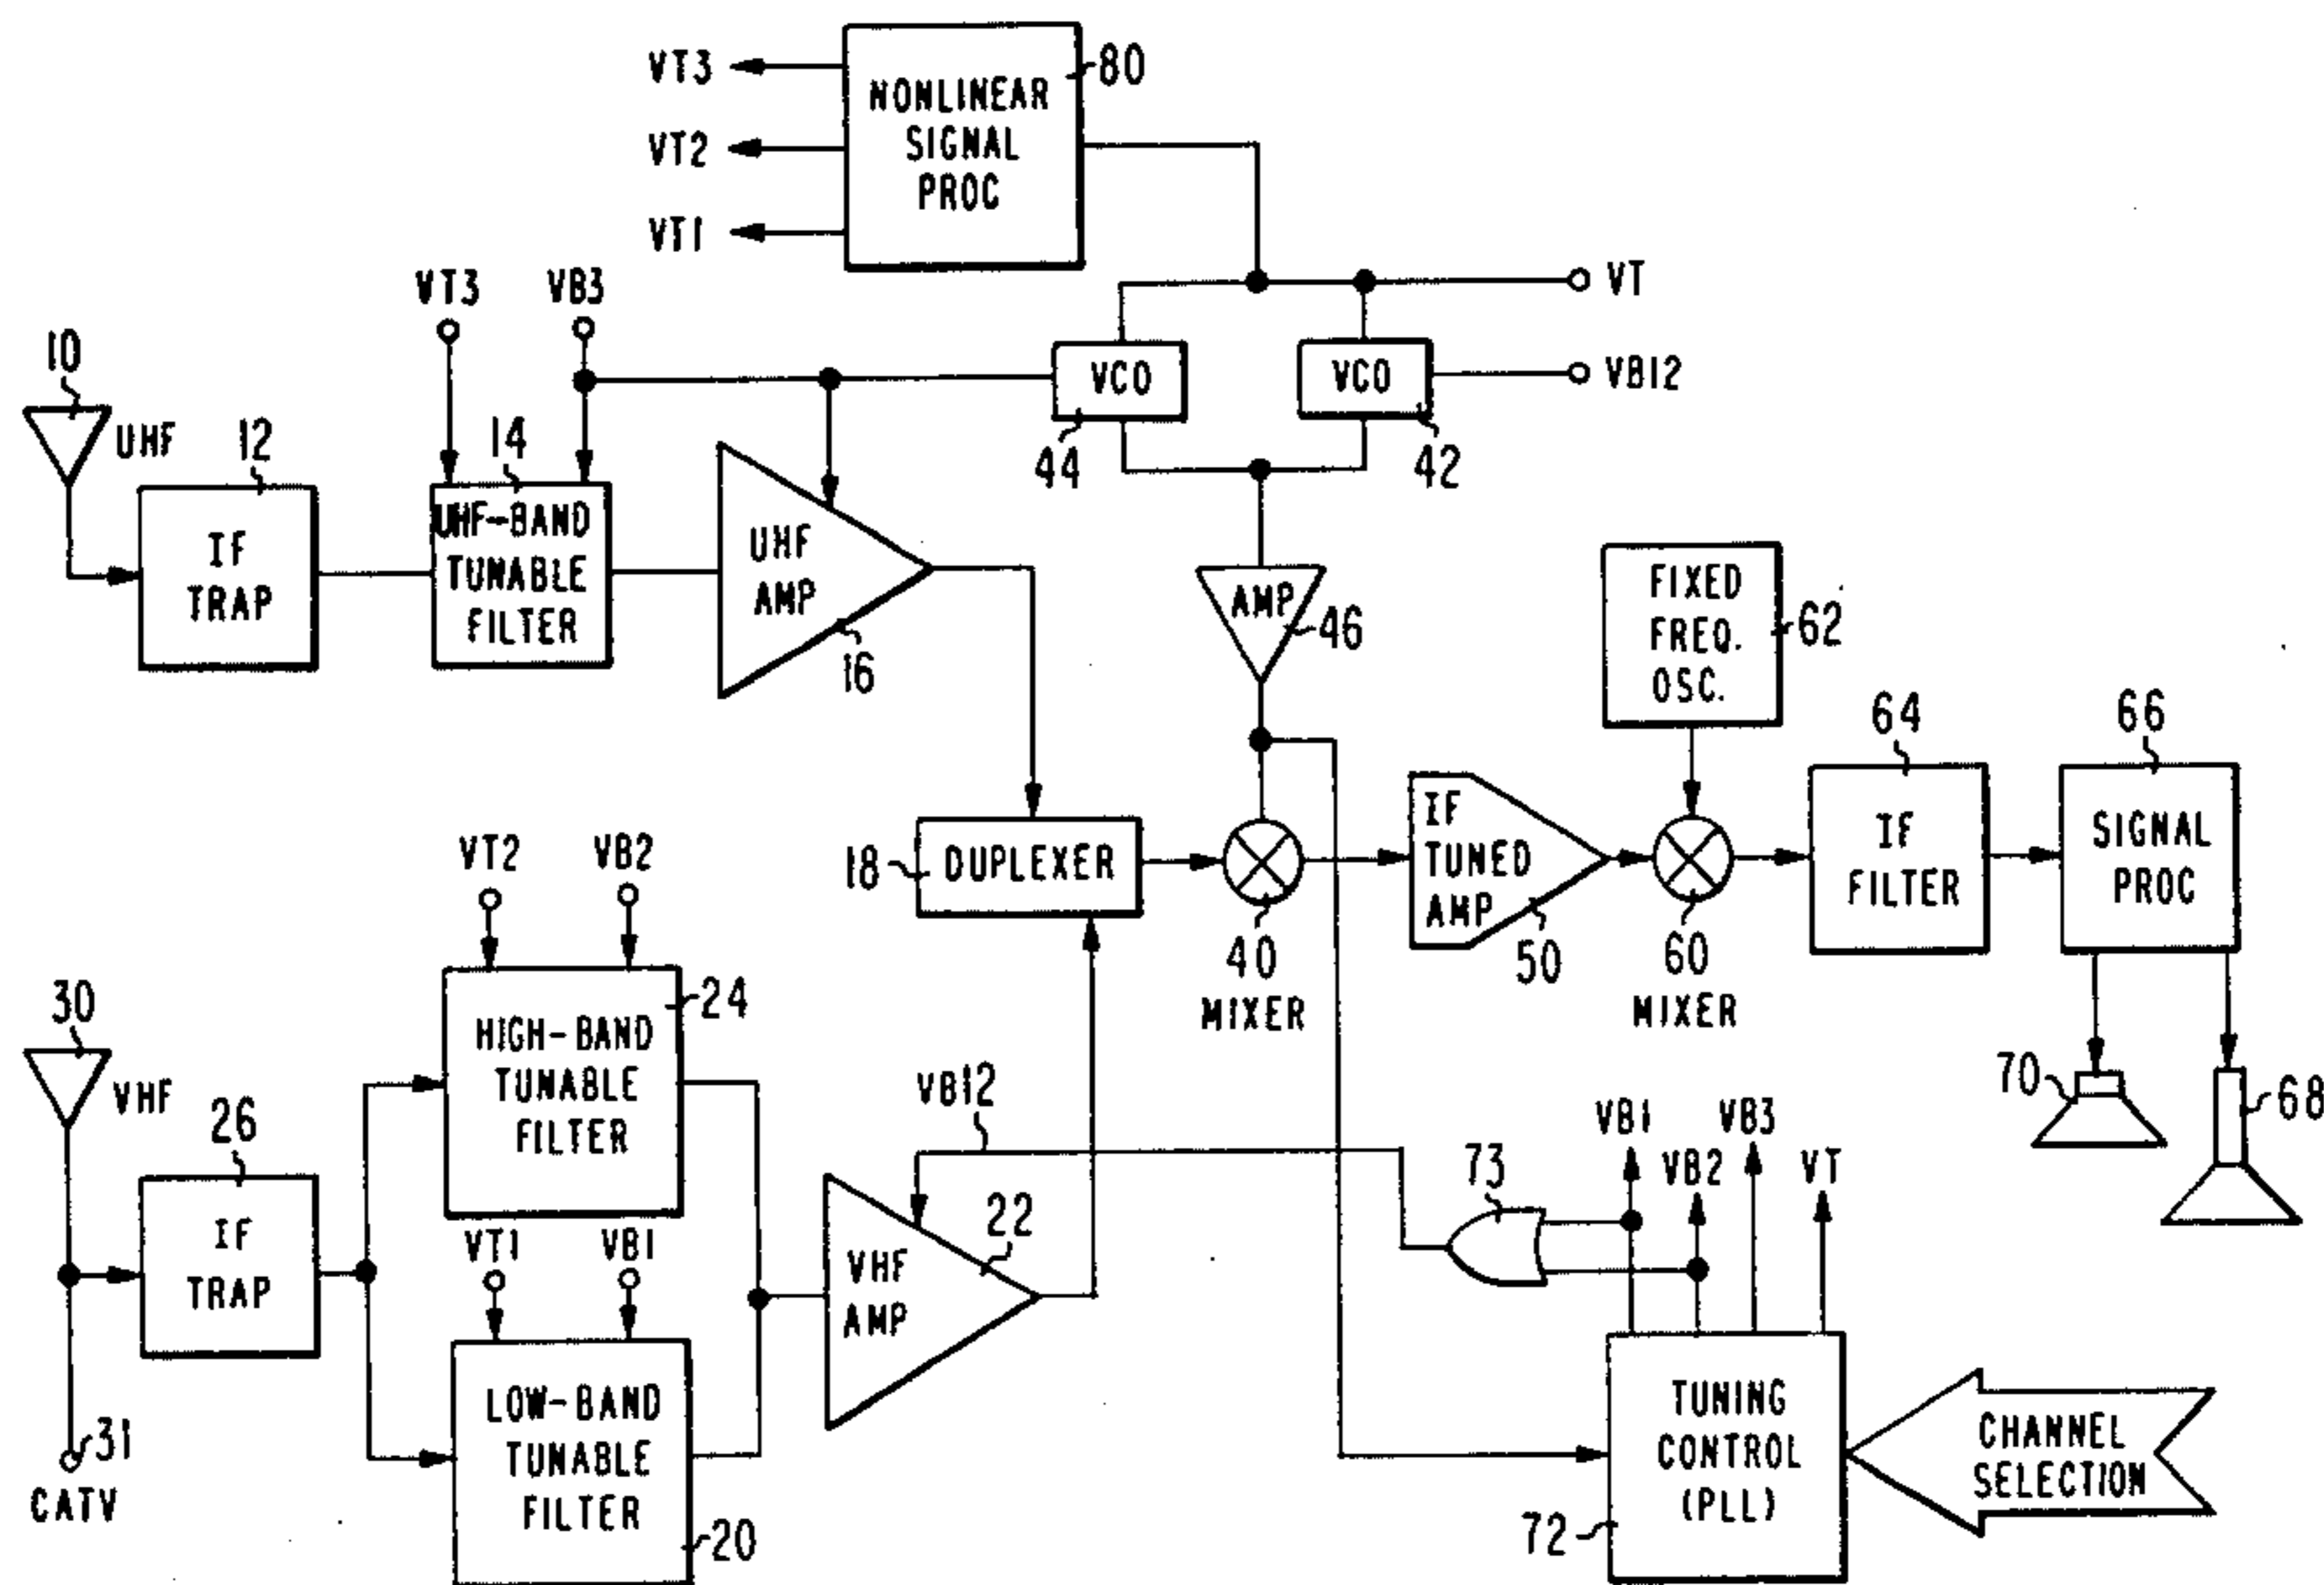 VT3
VT2
VT1
NONLINEAR
SIGNAL
PROC
80
VT3
VB3
VT
VCO
VCO
VB12
44
42
10
UHF
12
IF
TRAP
14
UHF-BAND
TUNABLE
FILTER
UHF
AMP
16
AMP
46
FIXED
FREQ.
OSC.
62
18
DUPLEXER
40
MIXER
IF
TUNED
AMP
50
60
MIXER
64
IF
FILTER
66
SIGNAL
PROC
70
68
VT2
VB2
HIGH-BAND
TUNABLE
FILTER
24
30
VHF
26
IF
TRAP
31
CATV
VT1
VB1
LOW-BAND
TUNABLE
FILTER
20
VB12
VHF
AMP
22
73
VB1
VB2
VB3
VT
TUNING
CONTROL
(PLL)
72
CHANNEL
SELECTION